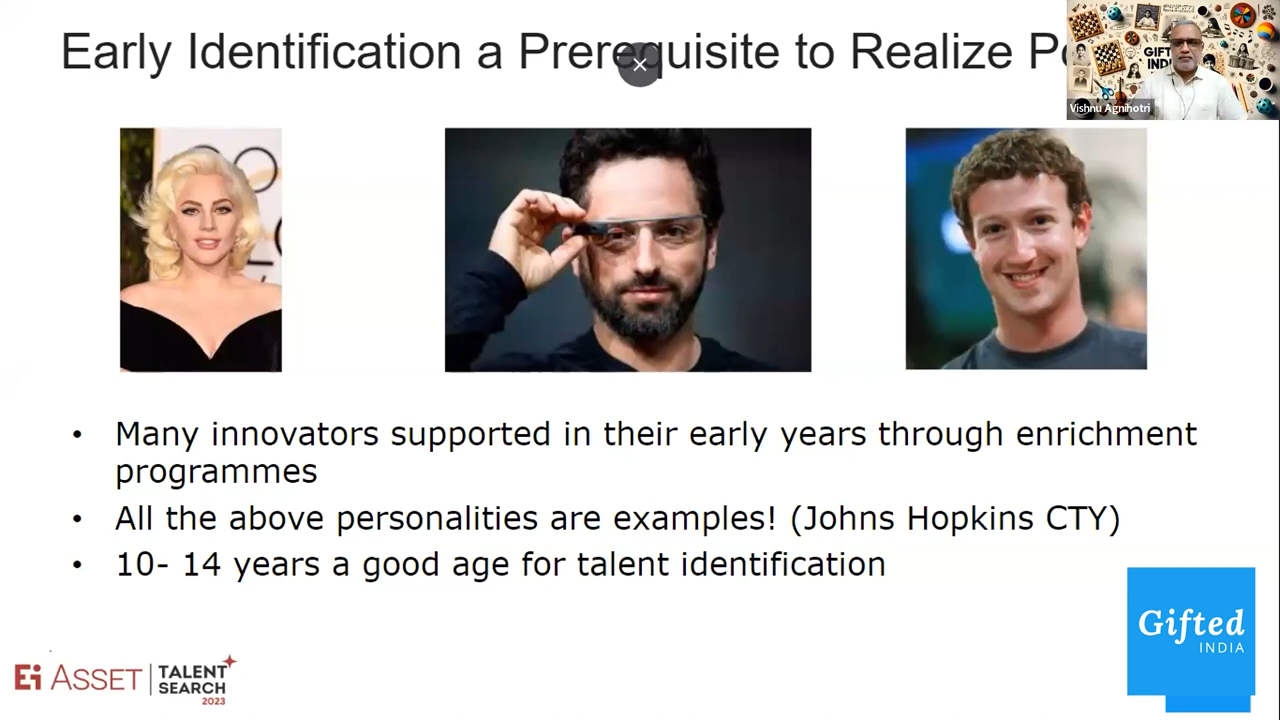 Early Identification a Prerequisite to Realize
GIFT
INDI
Vishnu Agnihotri
• Many innovators supported in their early years through enrichment
programmes
• All the above personalities are examples! (Johns Hopkins CTY)
• 10- 14 years a good age for talent identification
Gifted
INDIA
Ei ASSET | TALENT
SEARCH
2023